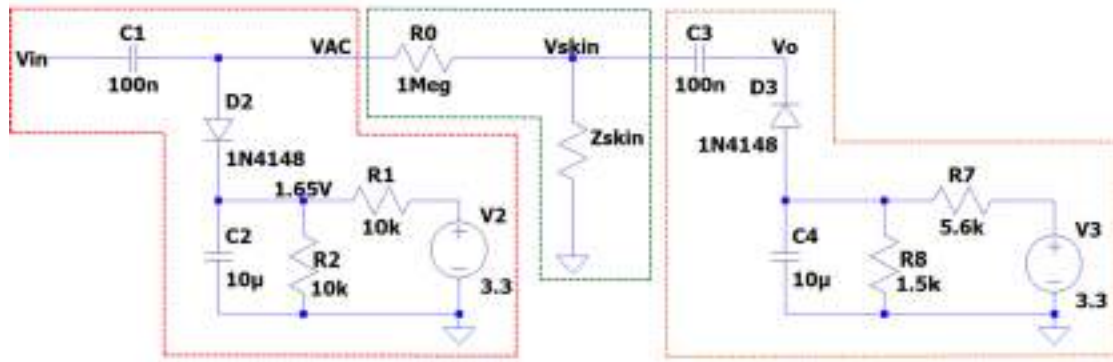 Vin
C1
100n
VAC
R0
1Meg
Vskin
C3
100n
Vo
D3
1N4148
D2
1N4148
1.65V
R1
10k
V2
3.3
C2
10µ
R2
10k
Zskin
R7
5.6k
V3
3.3
C4
10µ
R8
1.5k